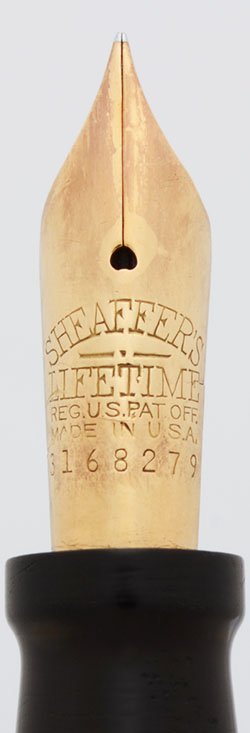 SHEAFFER'S
LIFETIME
REG. U.S. PAT. OFF.
MADE IN U.S.A.
3168279